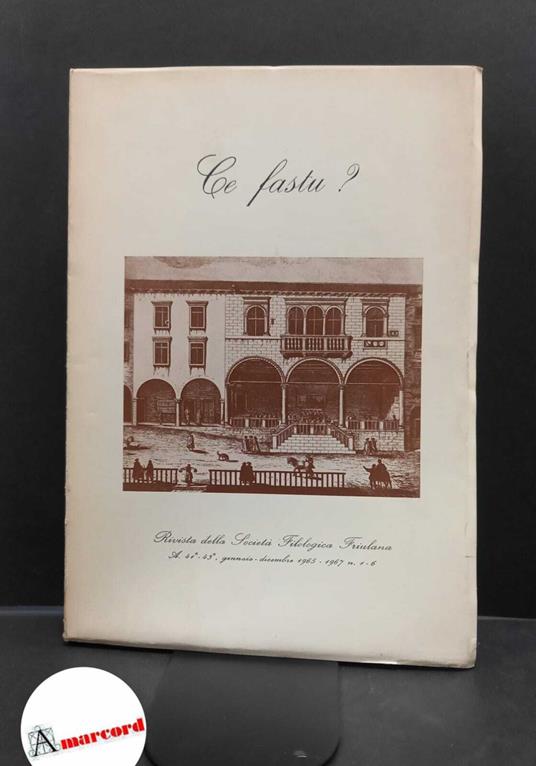 Ce fastu?
Rivista della Società Filologica Friulana
A. 41° - 43°. gennaio - dicembre 1965 - 1967 n. 1 - 6
Amarcord